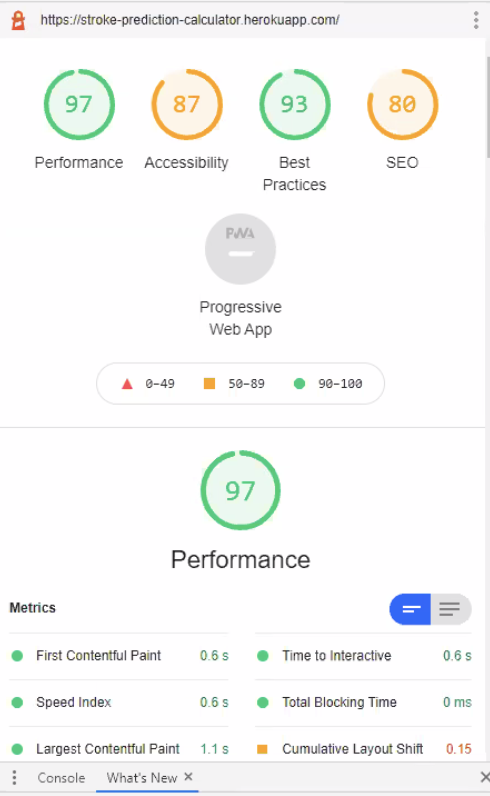 https://stroke-prediction-calculator.herokuapp.com/
97 87 93 80
Performance Accessibility Best Practices SEO
PWA
Progressive
Web App
0–49 50–89 90–100
97
Performance
Metrics
First Contentful Paint 0.6 s Time to Interactive 0.6 s
Speed Index 0.6 s Total Blocking Time 0 ms
Largest Contentful Paint 1.1 s Cumulative Layout Shift 0.15
Console What's New ✕